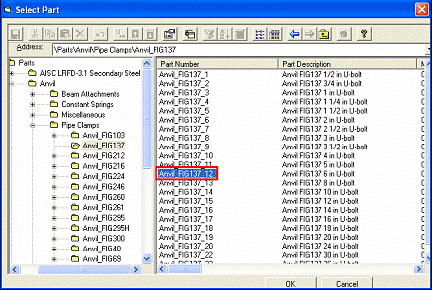 Select Part
Address: \Parts\Anvil\Pipe Clamps\Anvil_FIG137
Parts
AISC LRFD-3.1 Secondary Steel
Anvil
Beam Attachments
Constant Springs
Miscellaneous
Pipe Clamps
Anvil_FIG103
Anvil_FIG137
Anvil_FIG212
Anvil_FIG216
Anvil_FIG224
Anvil_FIG246
Anvil_FIG260
Anvil_FIG261
Anvil_FIG295
Anvil_FIG295H
Anvil_FIG300
Anvil_FIG40
Anvil_FIG69
Part Number Part Description
Anvil_FIG137_1 Anvil FIG137 1/2 in U-bolt
Anvil_FIG137_2 Anvil FIG137 3/4 in U-bolt
Anvil_FIG137_3 Anvil FIG137 1 in U-bolt
Anvil_FIG137_4 Anvil FIG137 1 1/4 in U-bolt
Anvil_FIG137_5 Anvil FIG137 1 1/2 in U-bolt
Anvil_FIG137_6 Anvil FIG137 2 in U-bolt
Anvil_FIG137_7 Anvil FIG137 2 1/2 in U-bolt
Anvil_FIG137_8 Anvil FIG137 3 in U-bolt
Anvil_FIG137_9 Anvil FIG137 3 1/2 in U-bolt
Anvil_FIG137_10 Anvil FIG137 4 in U-bolt
Anvil_FIG137_11 Anvil FIG137 5 in U-bolt
Anvil_FIG137_12 Anvil FIG137 6 in U-bolt
Anvil_FIG137_13 Anvil FIG137 8 in U-bolt
Anvil_FIG137_14 Anvil FIG137 10 in U-bolt
Anvil_FIG137_15 Anvil FIG137 12 in U-bolt
Anvil_FIG137_16 Anvil FIG137 14 in U-bolt
Anvil_FIG137_17 Anvil FIG137 16 in U-bolt
Anvil_FIG137_18 Anvil FIG137 18 in U-bolt
Anvil_FIG137_19 Anvil FIG137 20 in U-bolt
Anvil_FIG137_20 Anvil FIG137 24 in U-bolt
Anvil_FIG137_22 Anvil FIG137 30 in U-bolt
OK Cancel